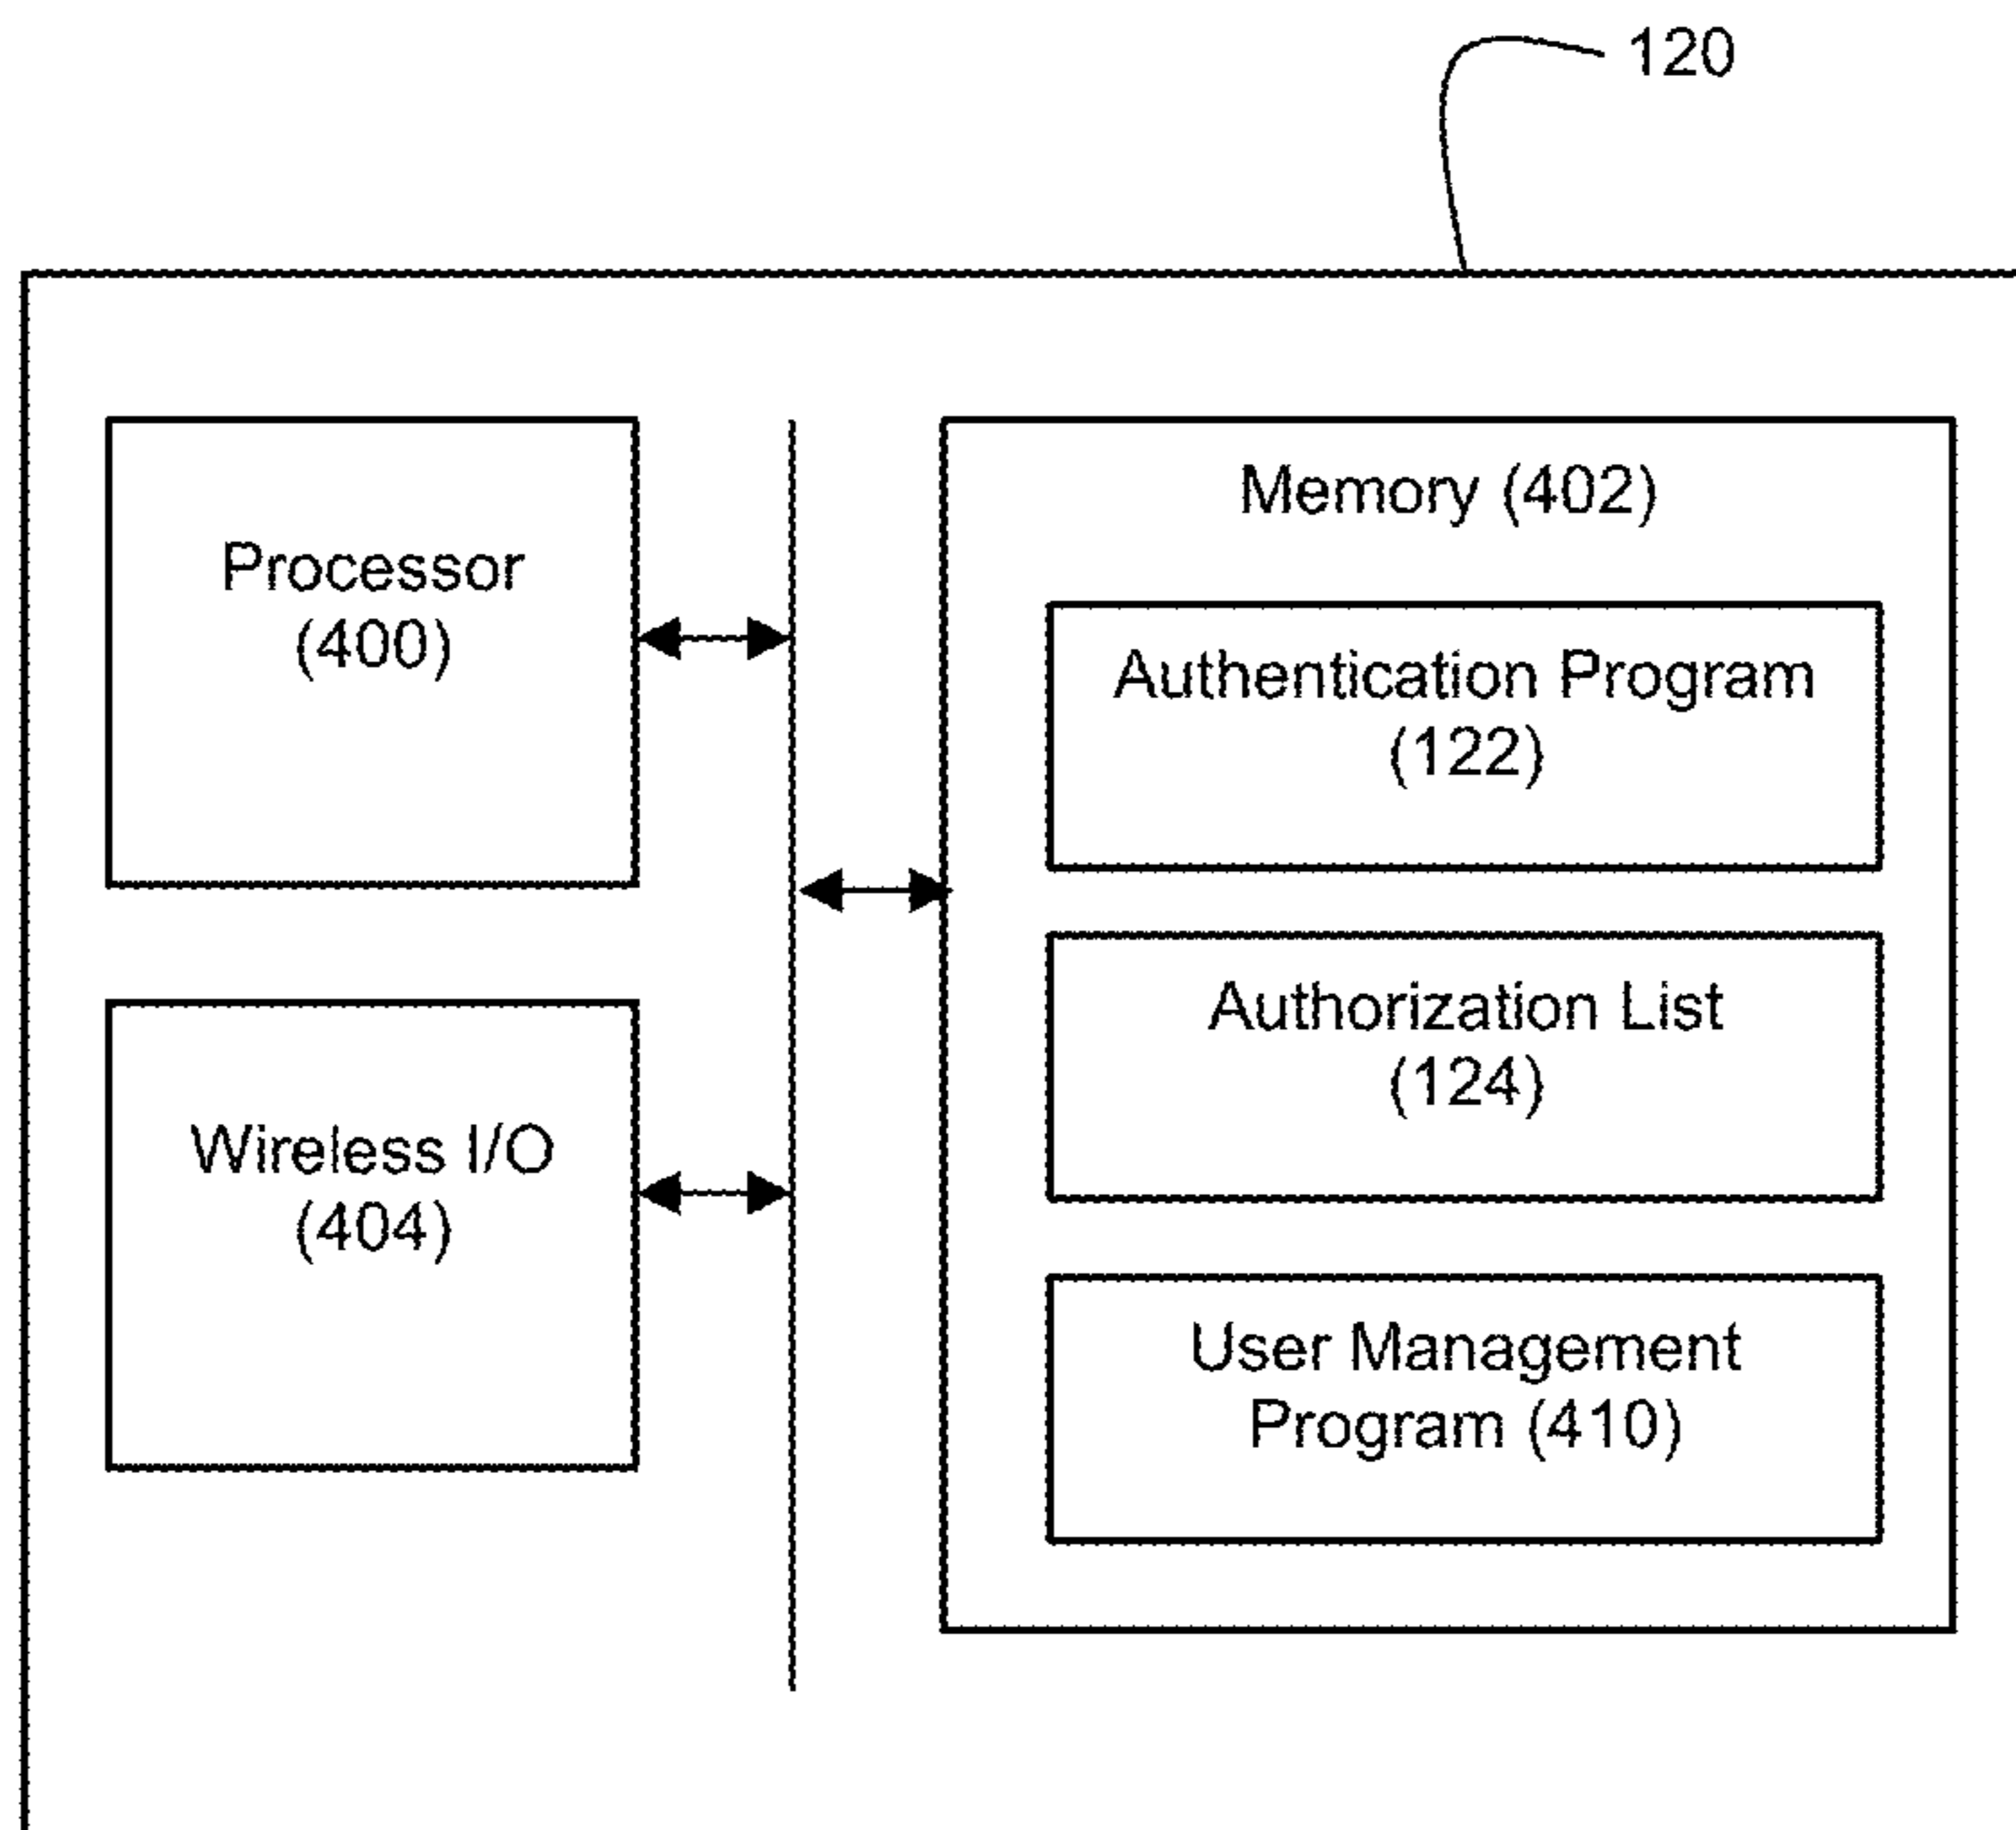 120
Processor
(400)
Wireless I/O
(404)
Memory (402)
Authentication Program
(122)
Authorization List
(124)
User Management
Program (410)